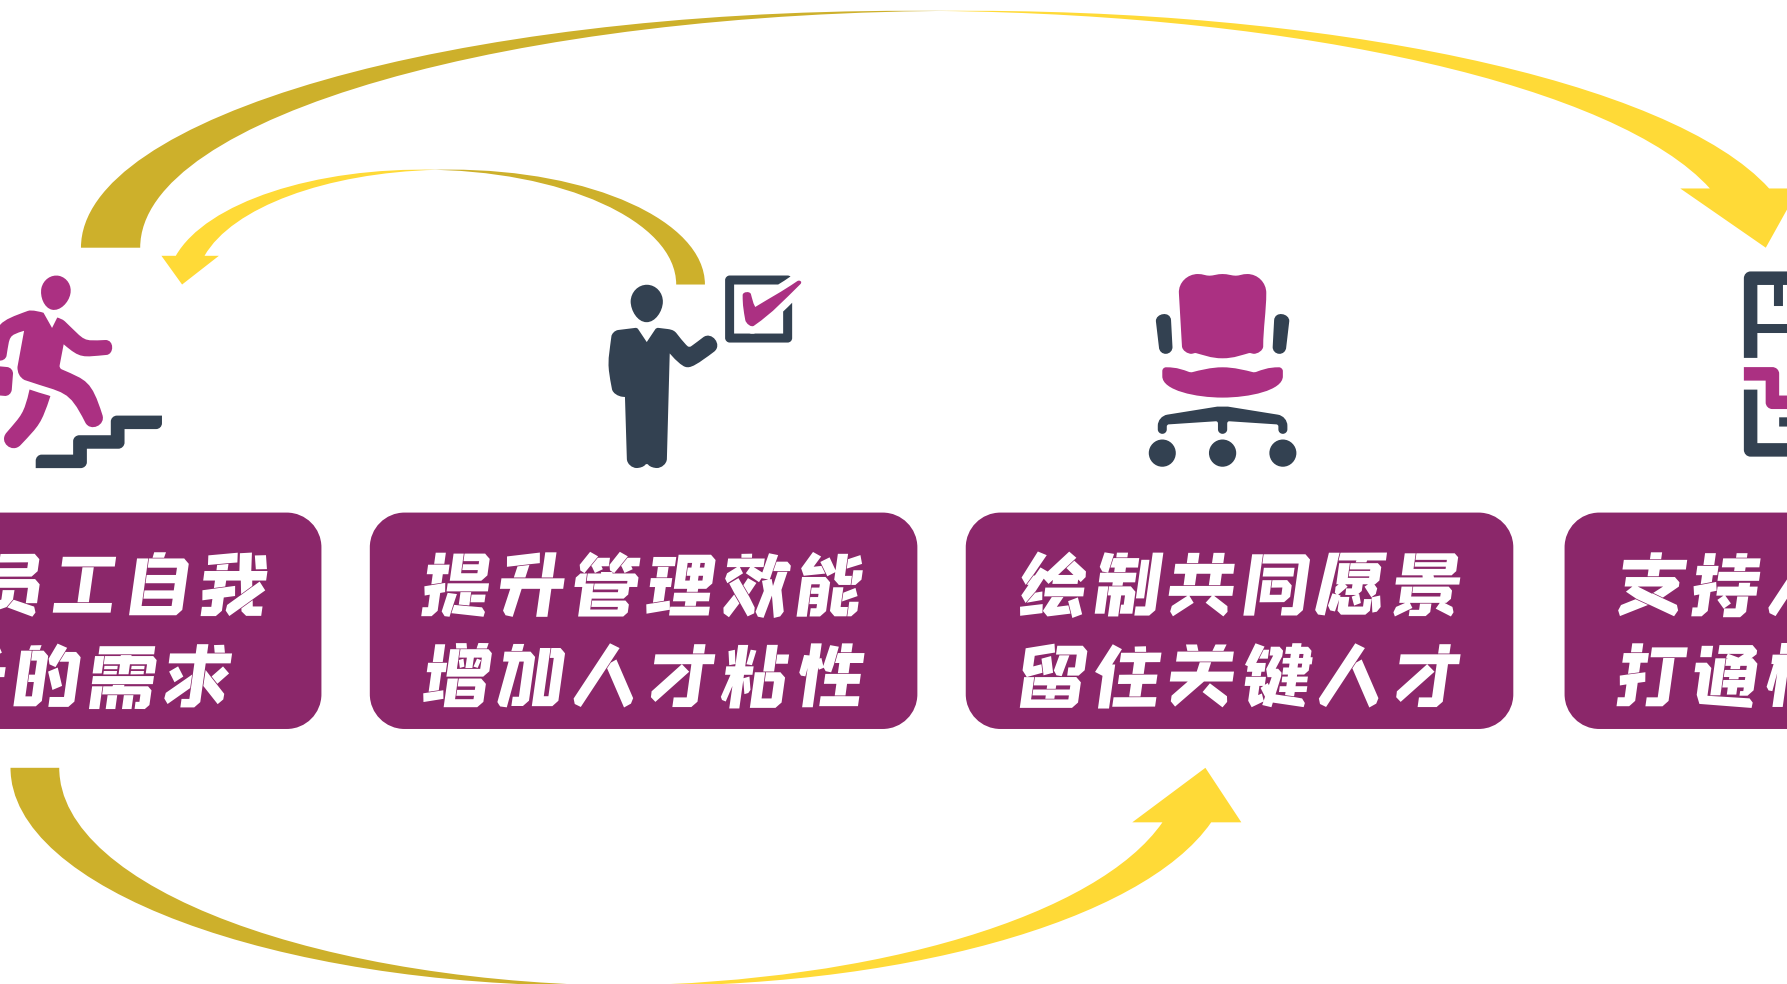 员工自我
的需求
提升管理效能
增加人才粘性
绘制共同愿景
留住关键人才
支持
打通